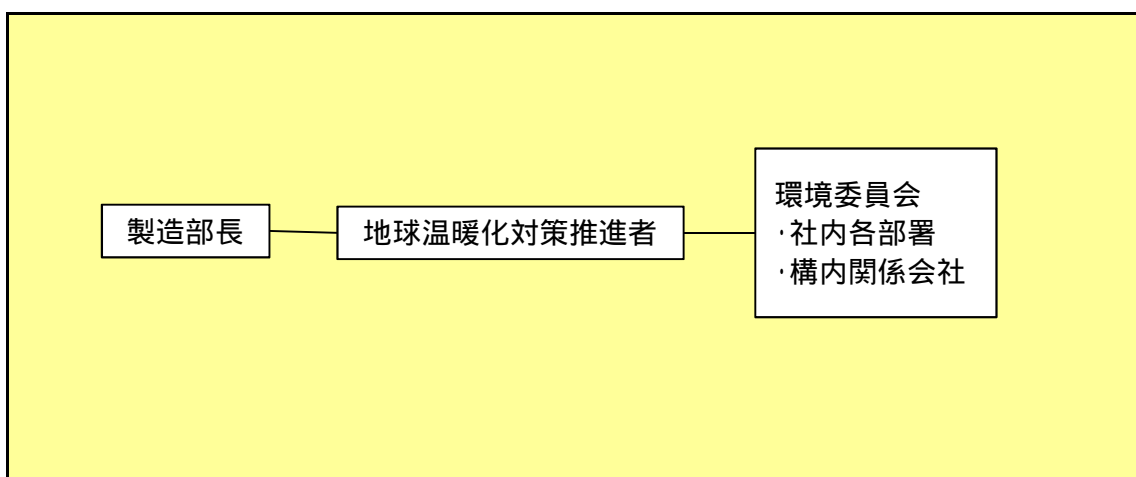 製造部長
地球温暖化対策推進者
環境委員会
・社内各部署
・構内関係会社